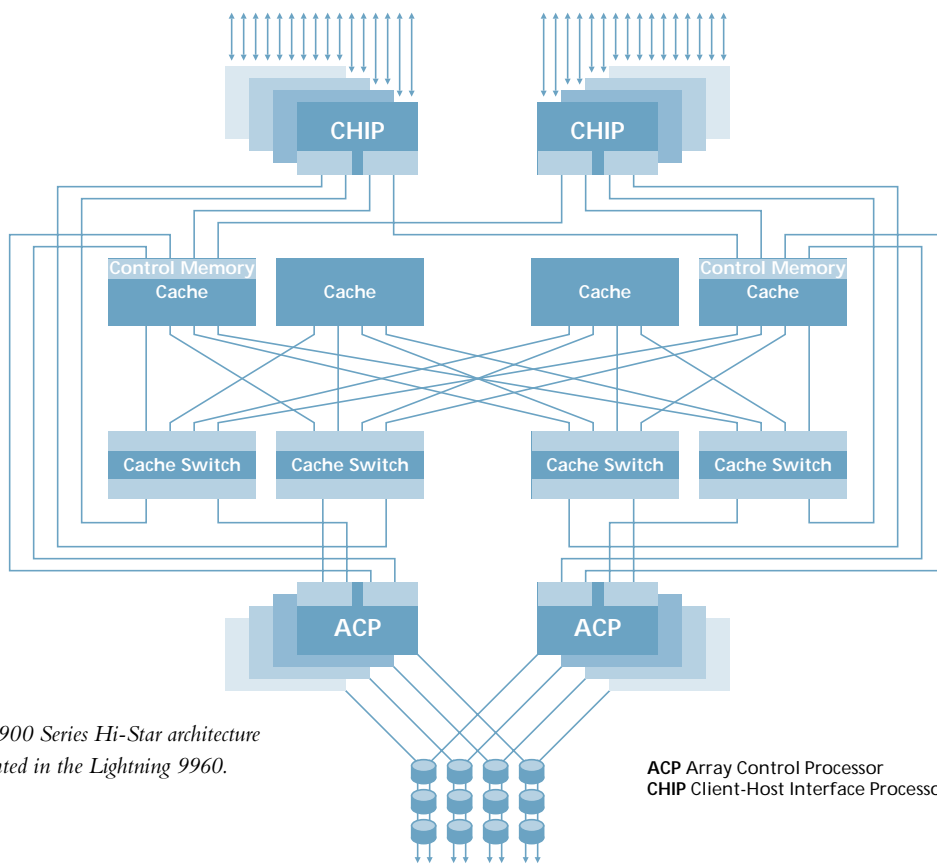 CHIP
CHIP
Control Memory
Cache
Cache
Cache
Control Memory
Cache
Cache Switch
Cache Switch
Cache Switch
Cache Switch
ACP
ACP
900 Series Hi-Star architecture
ted in the Lightning 9960.
ACP Array Control Processor
CHIP Client-Host Interface Processo